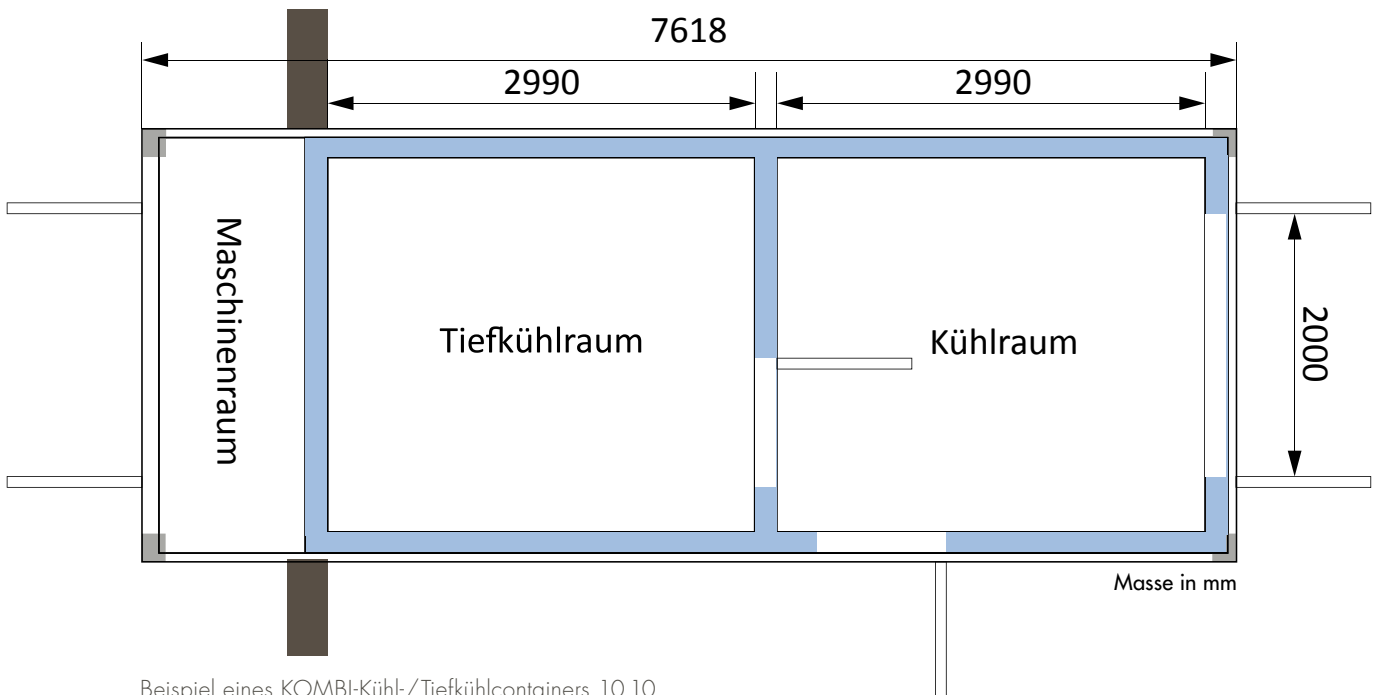 7618
2990
2990
Maschinenraum
Tiefkühlraum
Kühlraum
2000
Masse in mm
Beispiel eines KOMBI-Kühl-/Tiefkühlcontainers 10.10